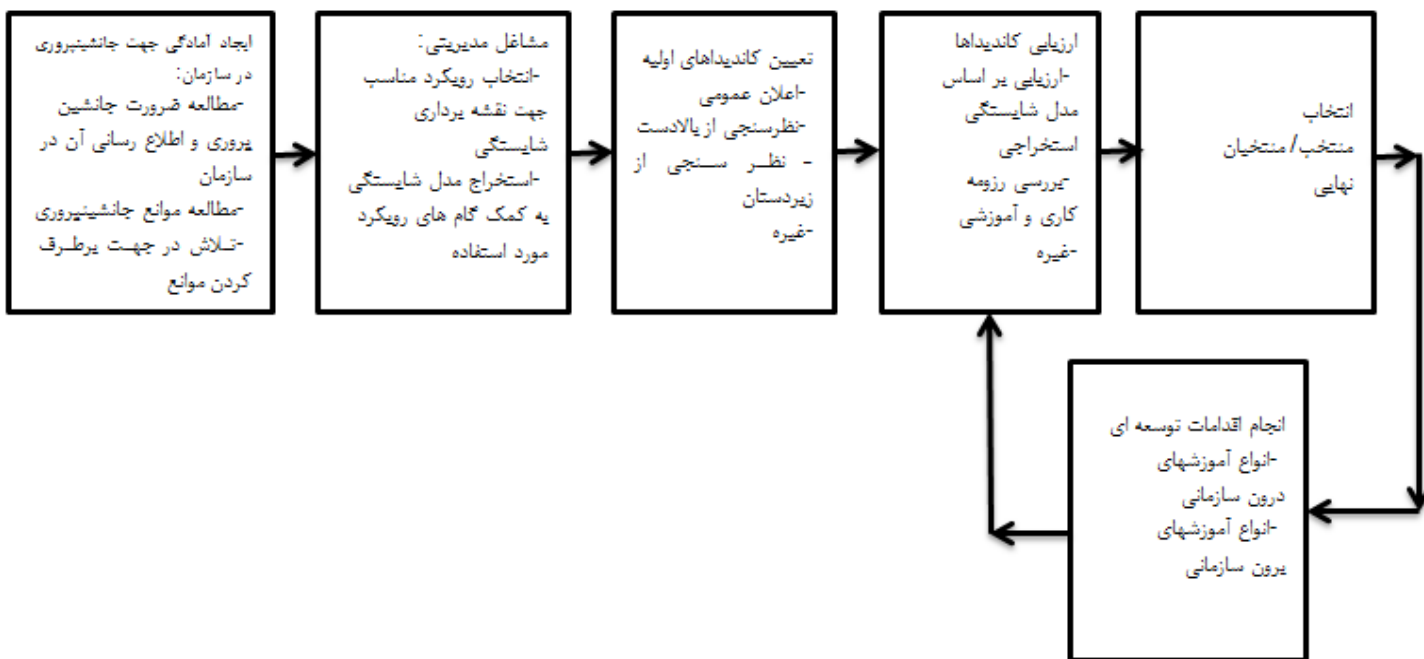 ایجاد آمادگی جهت جانشینپروری
در سازمان:
-مطالعه ضرورت جانشین
پروری و اطلاع رسانی آن در
سازمان
-مطالعه موانع جانشینپروری
-تلاش در جهت برطرف
کردن موانع
مشاغل مدیریتی:
-انتخاب رویکرد مناسب
جهت نقشه برداری
شایستگی
-استخراج مدل شایستگی
به کمک گام های رویکرد
مورد استفاده
تعیین کاندیداهای اولیه
-اعلان عمومی
-نظرسنجی از بالادست
- نظر سنجی از
زیردستان
-غیره
ارزیابی کاندیداها
-ارزیابی بر اساس
مدل شایستگی
استخراجی
-بررسی رزومه
کاری و آموزشی
-غیره
انتخاب
منتخب/ منتخبان
نهایی
انجام اقدامات توسعه ای
-انواع آموزشهای
درون سازمانی
-انواع آموزشهای
برون سازمانی